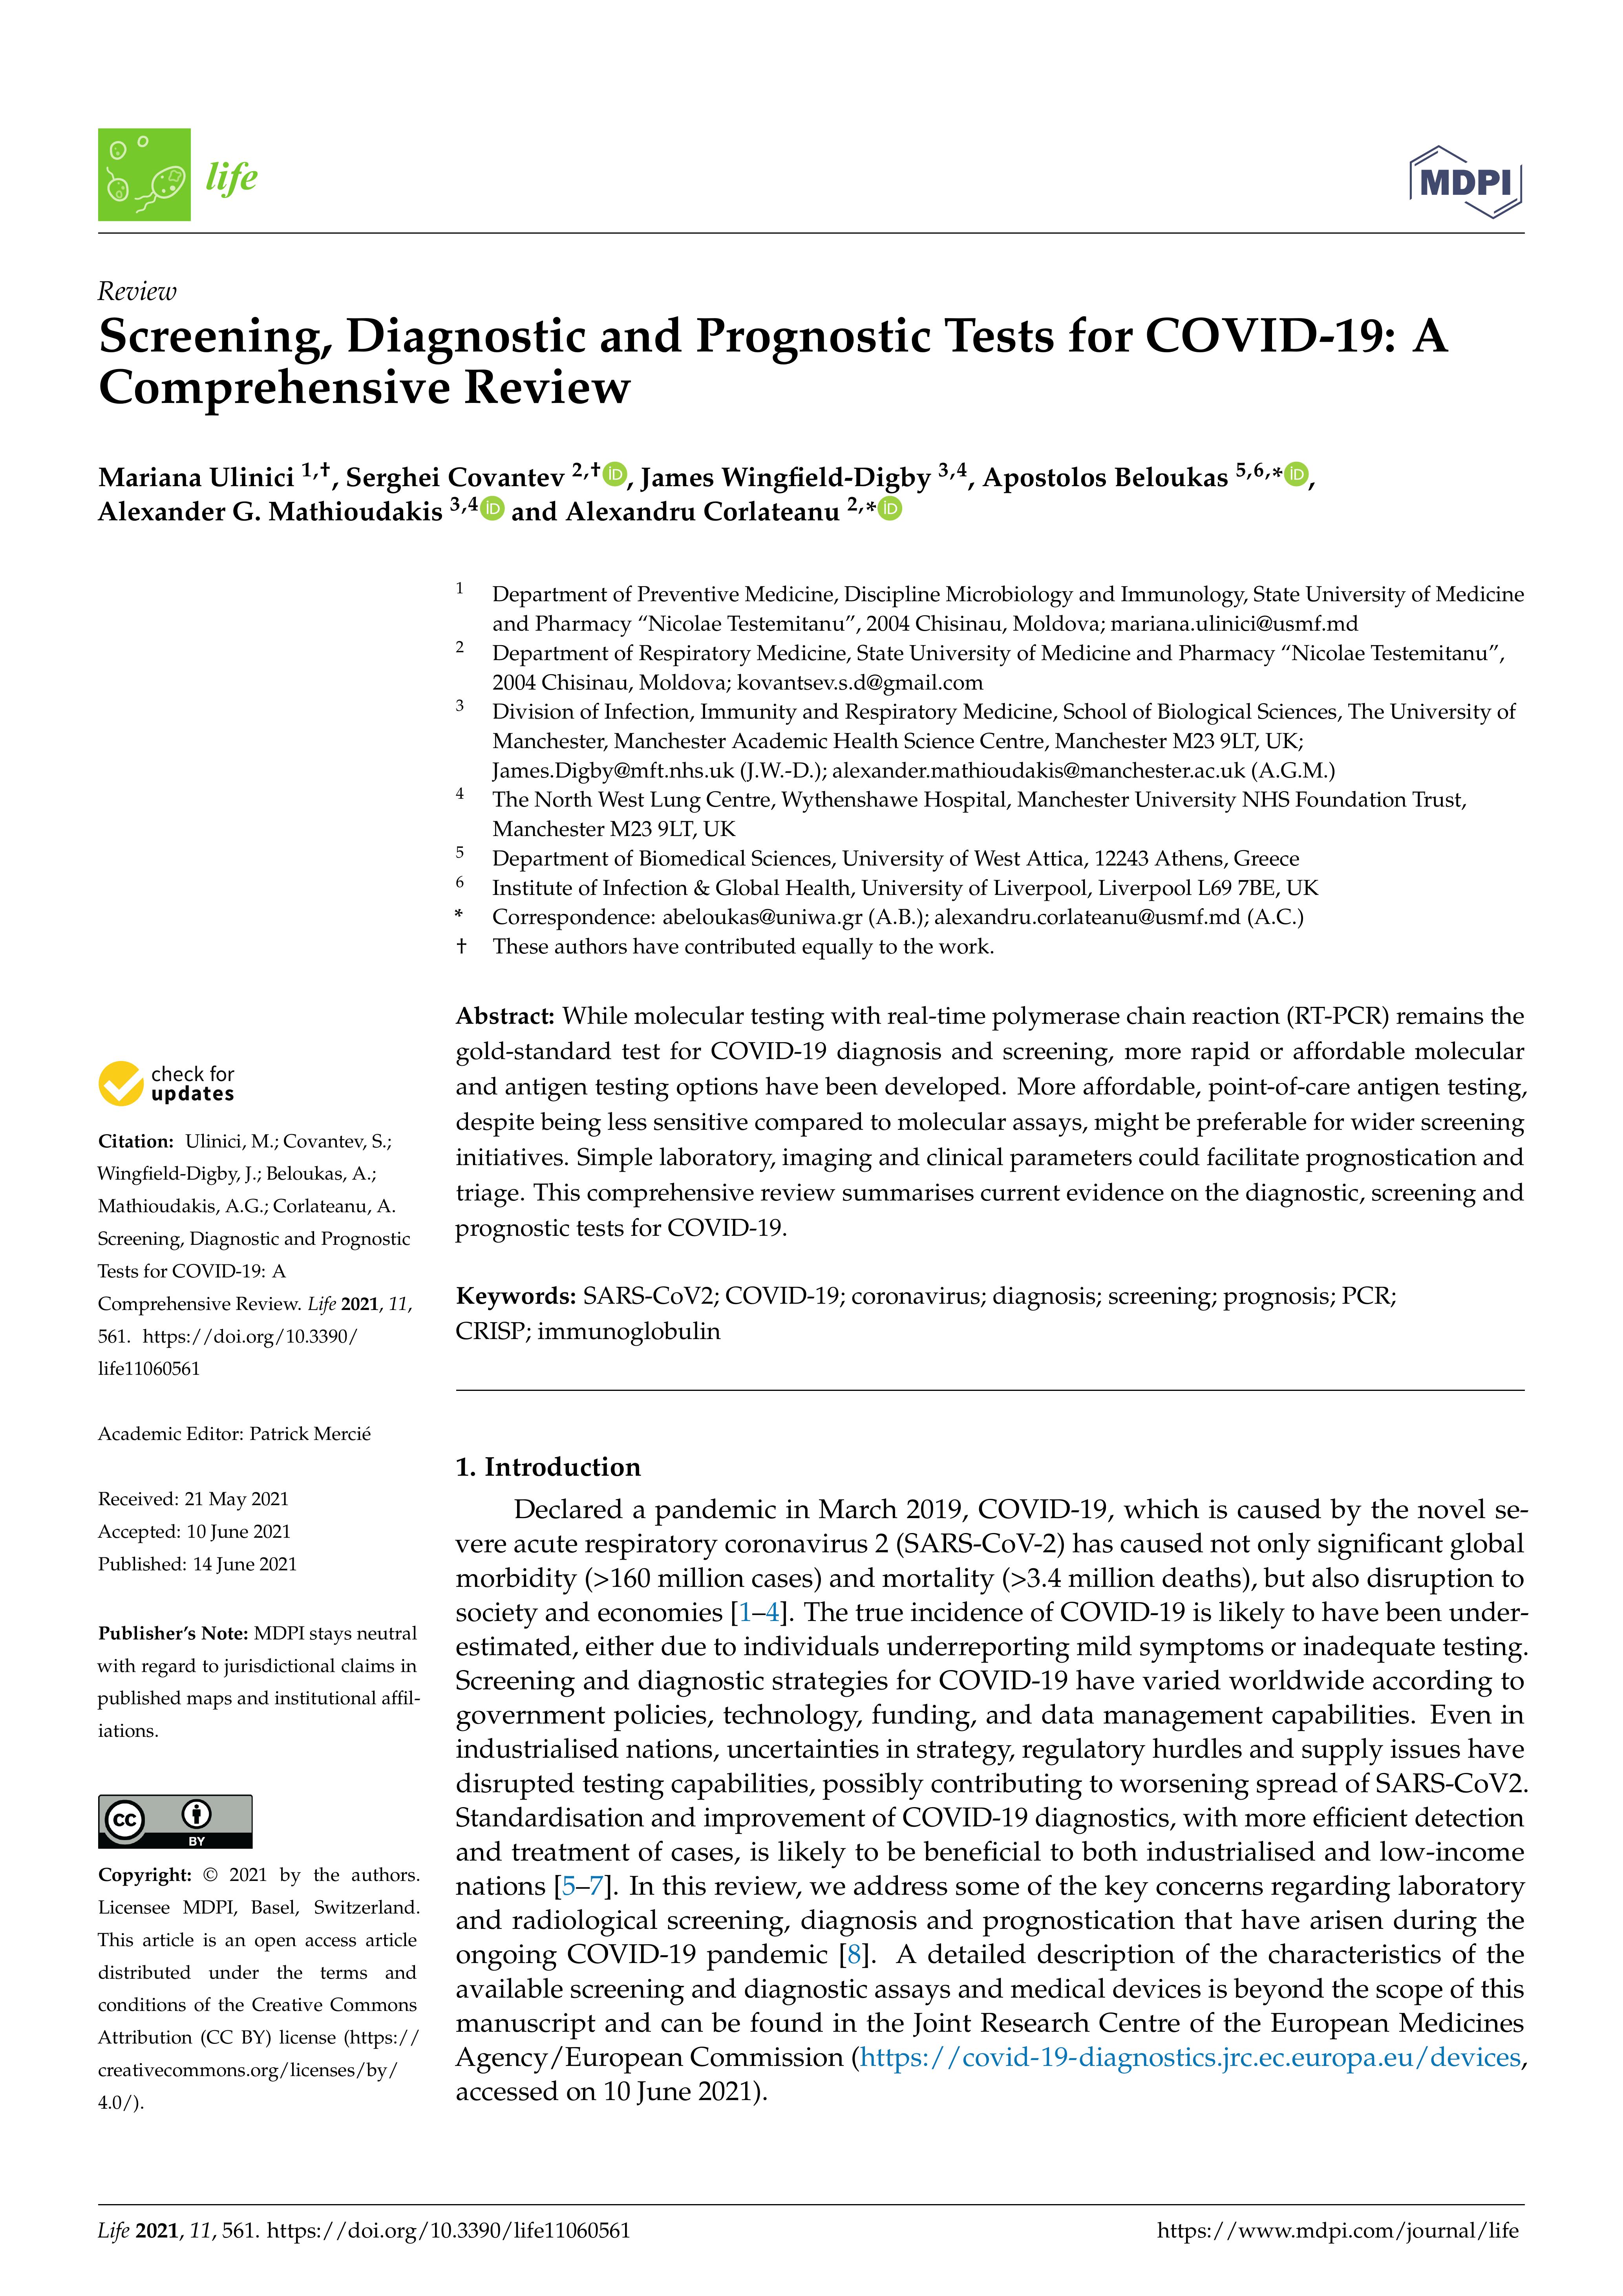 life
MDPI
Review
Screening, Diagnostic and Prognostic Tests for COVID-19: A
Comprehensive Review
Mariana Ulinici 1,†, Serghei Covantev 2,† iD, James Wingfield-Digby 3,4, Apostolos Beloukas 5,6,* iD,
Alexander G. Mathioudakis 3,4 iD and Alexandru Corlateanu 2,* iD
1 Department of Preventive Medicine, Discipline Microbiology and Immunology, State University of Medicine
and Pharmacy “Nicolae Testemitanu”, 2004 Chisinau, Moldova; mariana.ulinici@usmf.md
2 Department of Respiratory Medicine, State University of Medicine and Pharmacy “Nicolae Testemitanu”,
2004 Chisinau, Moldova; kovantsev.s.d@gmail.com
3 Division of Infection, Immunity and Respiratory Medicine, School of Biological Sciences, The University of
Manchester, Manchester Academic Health Science Centre, Manchester M23 9LT, UK;
James.Digby@mft.nhs.uk (J.W.-D.); alexander.mathioudakis@manchester.ac.uk (A.G.M.)
4 The North West Lung Centre, Wythenshawe Hospital, Manchester University NHS Foundation Trust,
Manchester M23 9LT, UK
5 Department of Biomedical Sciences, University of West Attica, 12243 Athens, Greece
6 Institute of Infection & Global Health, University of Liverpool, Liverpool L69 7BE, UK
* Correspondence: abeloukas@uniwa.gr (A.B.); alexandru.corlateanu@usmf.md (A.C.)
† These authors have contributed equally to the work.
Abstract: While molecular testing with real-time polymerase chain reaction (RT-PCR) remains the
gold-standard test for COVID-19 diagnosis and screening, more rapid or affordable molecular
and antigen testing options have been developed. More affordable, point-of-care antigen testing,
despite being less sensitive compared to molecular assays, might be preferable for wider screening
initiatives. Simple laboratory, imaging and clinical parameters could facilitate prognostication and
triage. This comprehensive review summarises current evidence on the diagnostic, screening and
prognostic tests for COVID-19.
Keywords: SARS-CoV2; COVID-19; coronavirus; diagnosis; screening; prognosis; PCR;
CRISP; immunoglobulin
check for
updates
Citation: Ulinici, M.; Covantev, S.;
Wingfield-Digby, J.; Beloukas, A.;
Mathioudakis, A.G.; Corlateanu, A.
Screening, Diagnostic and Prognostic
Tests for COVID-19: A
Comprehensive Review. Life 2021, 11,
561. https://doi.org/10.3390/
life11060561
Academic Editor: Patrick Mercié
Received: 21 May 2021
Accepted: 10 June 2021
Published: 14 June 2021
Publisher’s Note: MDPI stays neutral
with regard to jurisdictional claims in
published maps and institutional affil-
iations.
cc
BY
Copyright: © 2021 by the authors.
Licensee MDPI, Basel, Switzerland.
This article is an open access article
distributed under the terms and
conditions of the Creative Commons
Attribution (CC BY) license (https://
creativecommons.org/licenses/by/
4.0/).
1. Introduction
Declared a pandemic in March 2019, COVID-19, which is caused by the novel se-
vere acute respiratory coronavirus 2 (SARS-CoV-2) has caused not only significant global
morbidity (>160 million cases) and mortality (>3.4 million deaths), but also disruption to
society and economies [1–4]. The true incidence of COVID-19 is likely to have been under-
estimated, either due to individuals underreporting mild symptoms or inadequate testing.
Screening and diagnostic strategies for COVID-19 have varied worldwide according to
government policies, technology, funding, and data management capabilities. Even in
industrialised nations, uncertainties in strategy, regulatory hurdles and supply issues have
disrupted testing capabilities, possibly contributing to worsening spread of SARS-CoV2.
Standardisation and improvement of COVID-19 diagnostics, with more efficient detection
and treatment of cases, is likely to be beneficial to both industrialised and low-income
nations [5–7]. In this review, we address some of the key concerns regarding laboratory
and radiological screening, diagnosis and prognostication that have arisen during the
ongoing COVID-19 pandemic [8]. A detailed description of the characteristics of the
available screening and diagnostic assays and medical devices is beyond the scope of this
manuscript and can be found in the Joint Research Centre of the European Medicines
Agency/European Commission (https://covid-19-diagnostics.jrc.ec.europa.eu/devices,
accessed on 10 June 2021).
Life 2021, 11, 561. https://doi.org/10.3390/life11060561
https://www.mdpi.com/journal/life